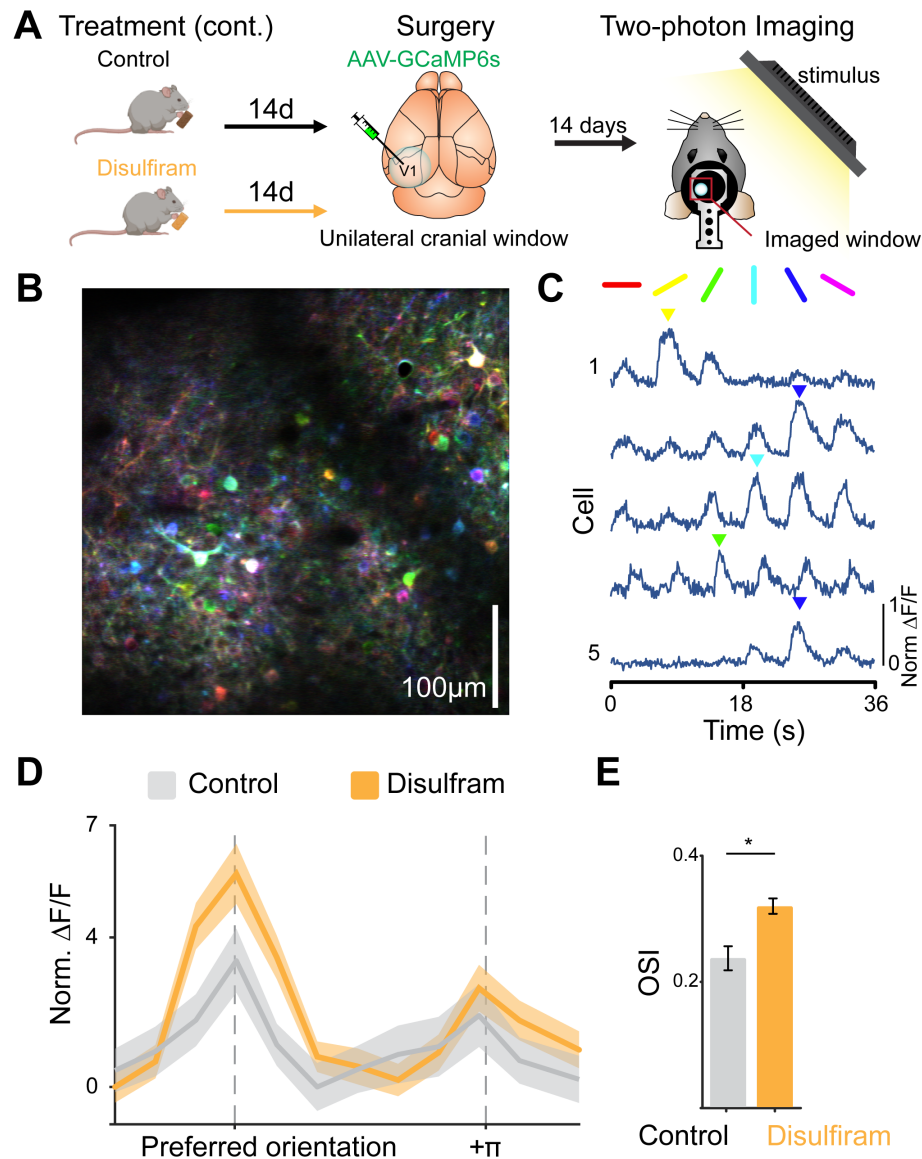 A
Treatment (cont.)
Surgery
Two-photon Imaging
Control
AAV-GCaMP6s
stimulus
14d
14 days
V1
Disulfiram
14d
Unilateral cranial window
Imaged window
B
C
1
Cell
5
1
0
Norm ΔF/F
100μm
0
18
36
Time (s)
D
Control
Disulfram
7
4
0
Norm. ΔF/F
Preferred orientation
+π
E
*
0.4
0.2
OSI
Control
Disulfiram